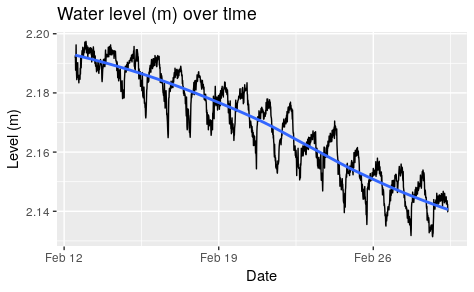 Water level (m) over time
2.20
2.18
2.16
2.14
Level (m)
Feb 12
Feb 19
Feb 26
Date